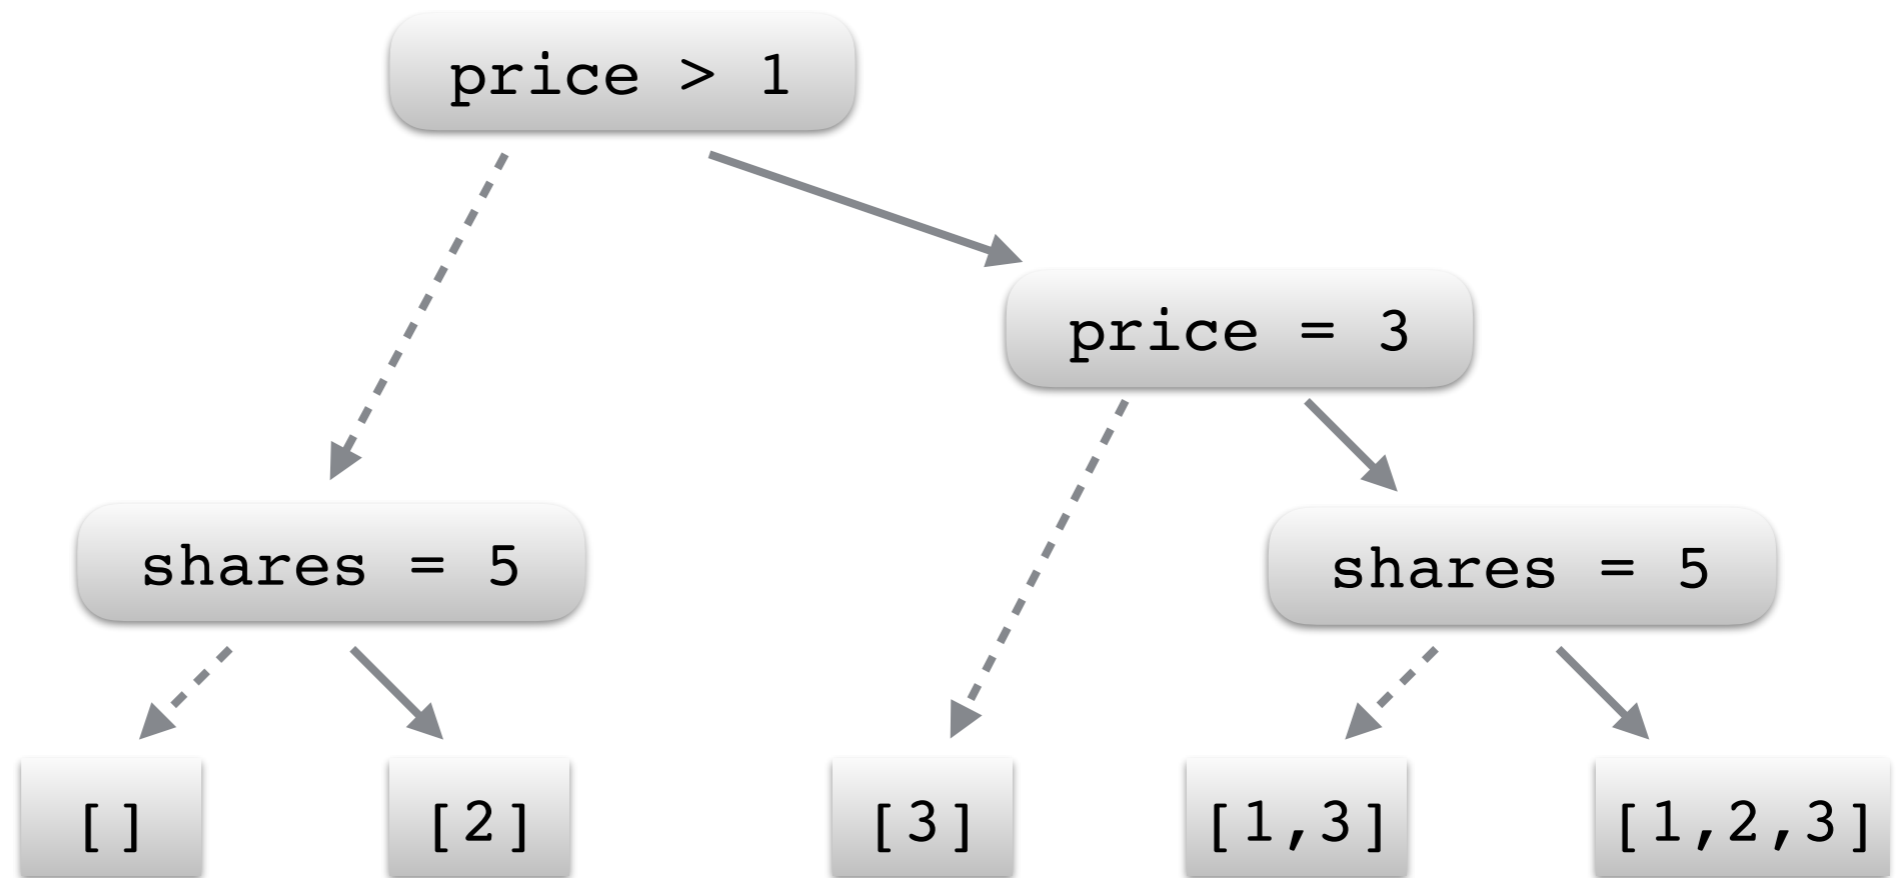 price > 1
price = 3
shares = 5
shares = 5
[]
[2]
[3]
[1,3]
[1,2,3]